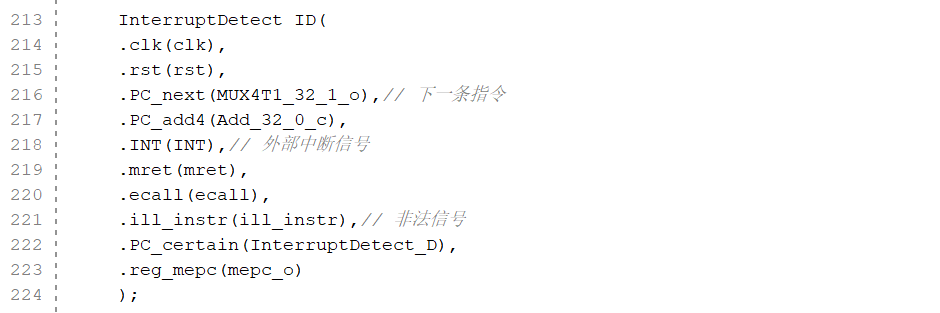 213 InterruptDetect ID(
214 .clk(clk),
215 .rst(rst),
216 .PC_next(MUX4T1_32_1_o),// 下一条指令
217 .PC_add4(Add_32_0_c),
218 .INT(INT),// 外部中断信号
219 .mret(mret),
220 .ecall(ecall),
221 .ill_instr(ill_instr),// 非法信号
222 .PC_certain(InterruptDetect_D),
223 .reg_mepc(mepc_o)
224 );